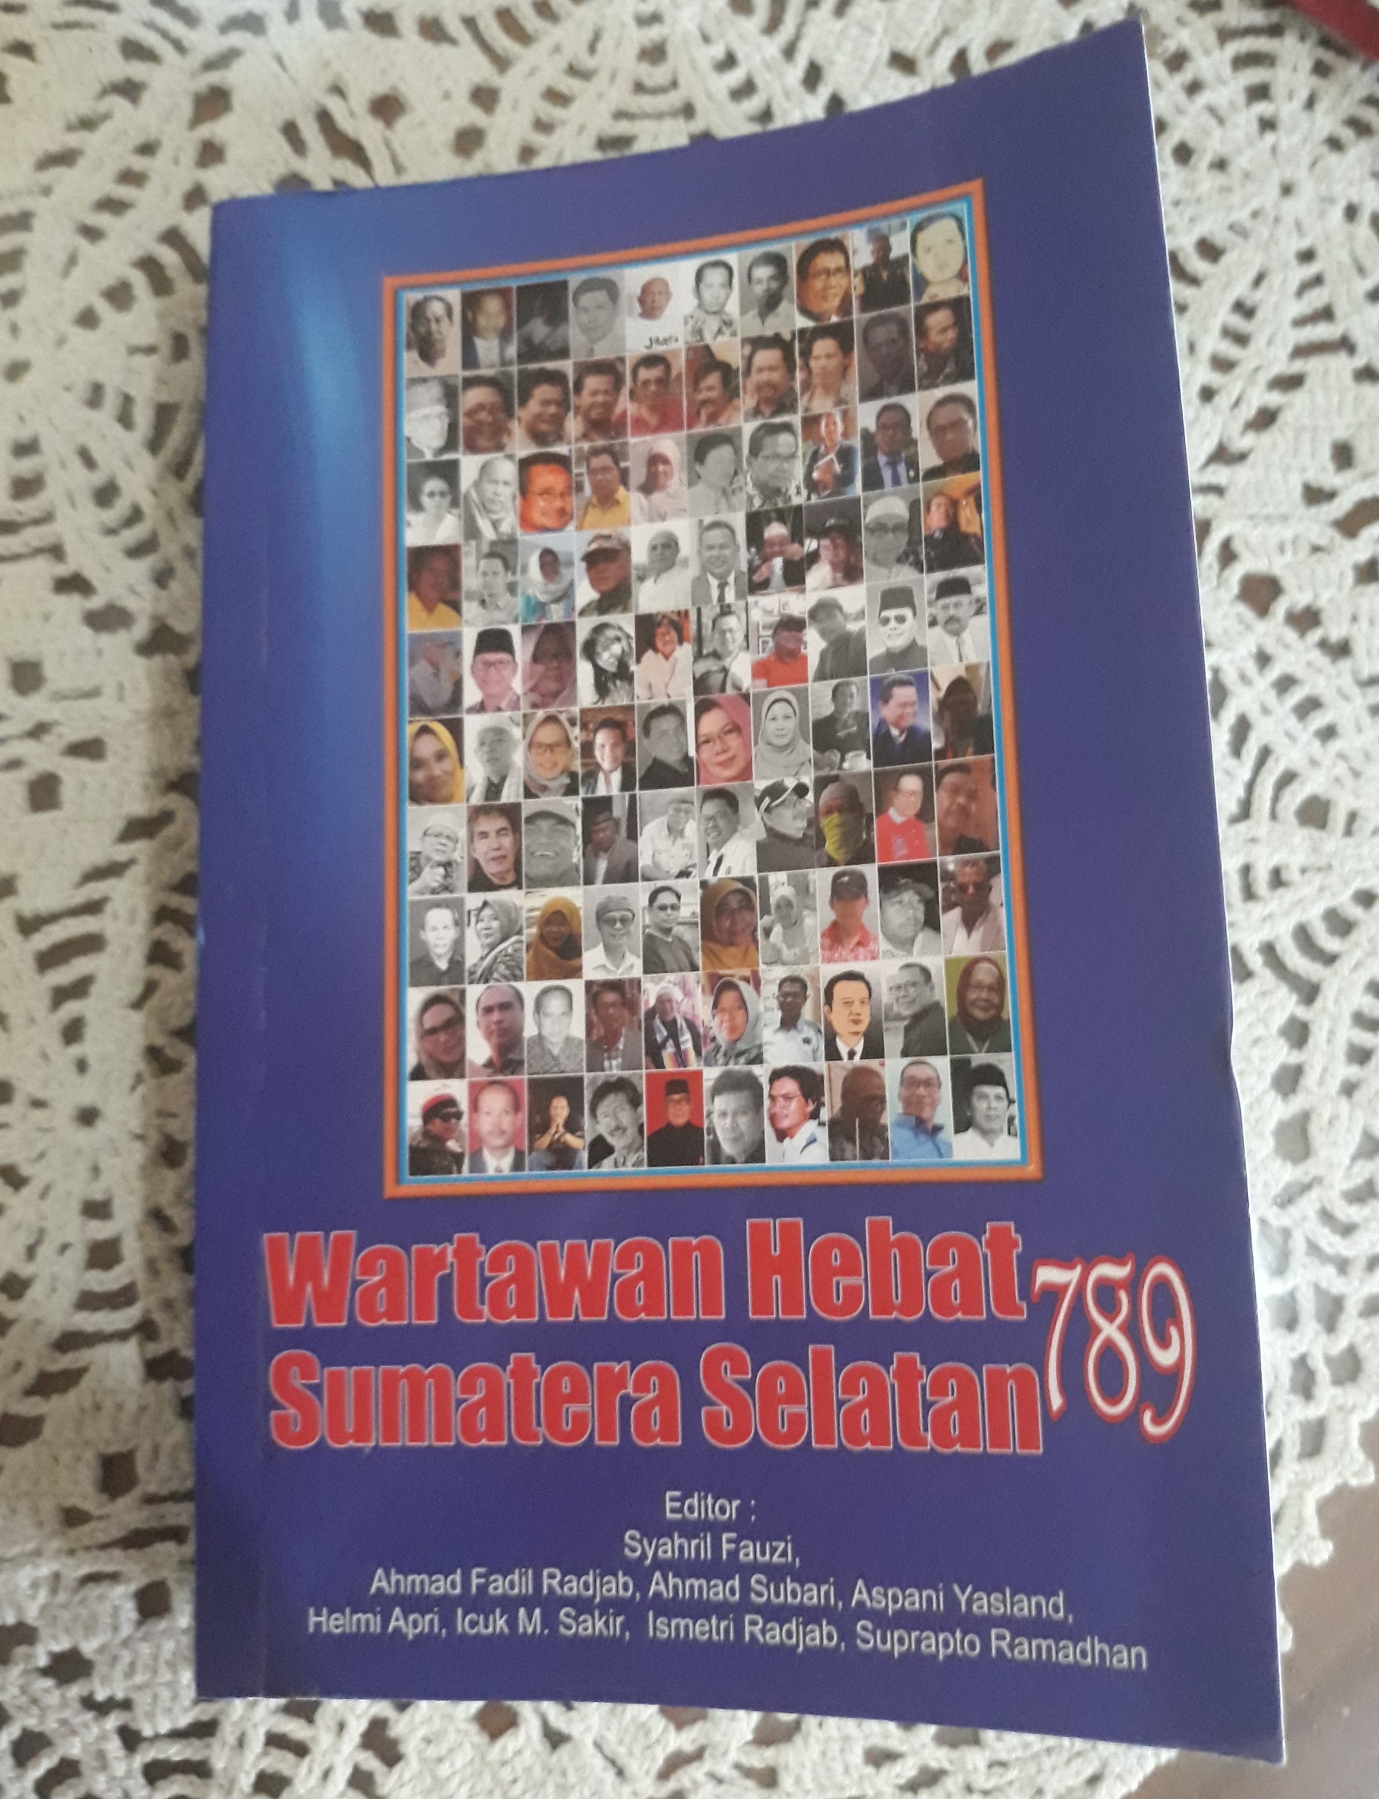 Wartawan Hebat
Sumatera Selatan 789
Editor :
Syahril Fauzi,
Ahmad Fadil Radjab, Ahmad Subari, Aspani Yasland,
Helmi Apri, Icuk M. Sakir, Ismetri Radjab, Suprapto Ramadhan